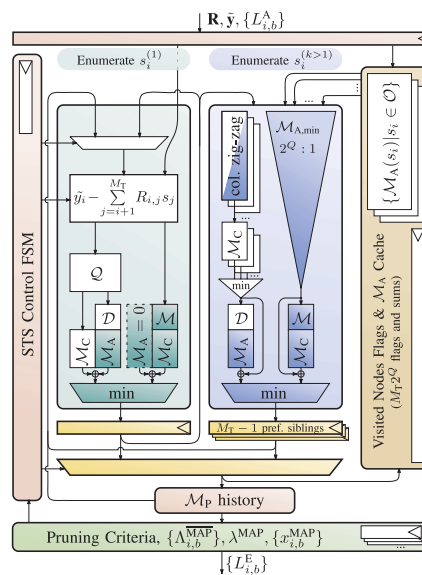 R, ỹ, {L^A_{i,b}}
Enumerate s_i^{(1)}
Enumerate s_i^{(k>1)}
...
...
STS Control FSM
ỹ_i − \sum_{j=i+1}^{M_T} R_{i,j} s_j
Q
D
M_C
M_A
M_A = 0
M
M_C
min
col. zig-zag
...
M_C
...
min
M_{A,min}
2^Q : 1
D
M_C
M_A
M
M_C
min
{M_A(s_i)|s_i ∈ O}
Visited Nodes Flags & M_A Cache
(M_T 2^Q flags and sums)
M_T − 1 pref. siblings
M_P history
Pruning Criteria, {Λ^{\overline{MAP}}_{i,b}}, λ^{MAP}, {x^{MAP}_{i,b}}
...
{L^E_{i,b}}